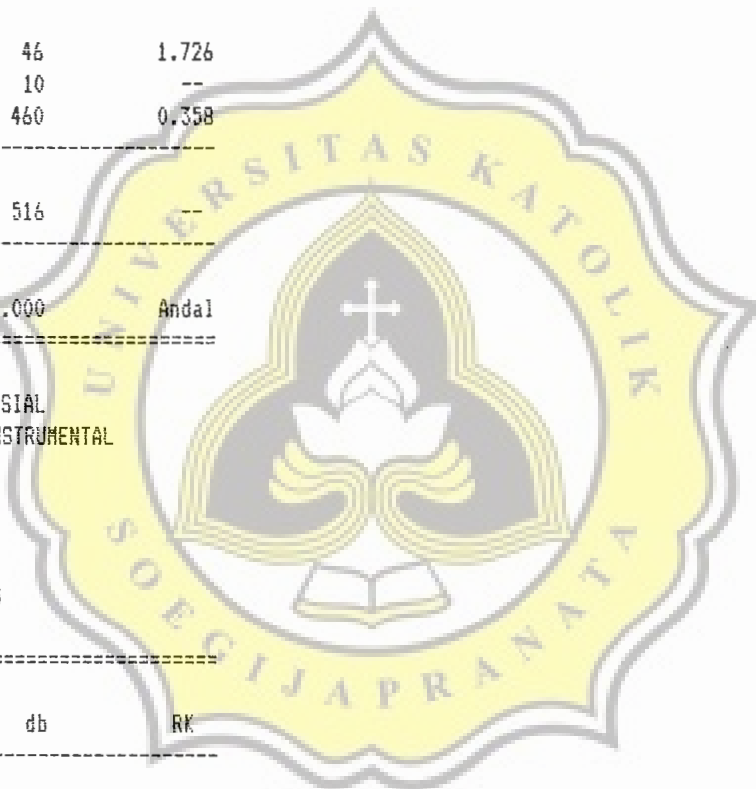 46 1.726
10 --
460 0.358
516 --
.000 Andal
SIAL
STRUMENTAL
db RK
UNIVERSITAS KATOLIK
SOEGIJAPRANATA